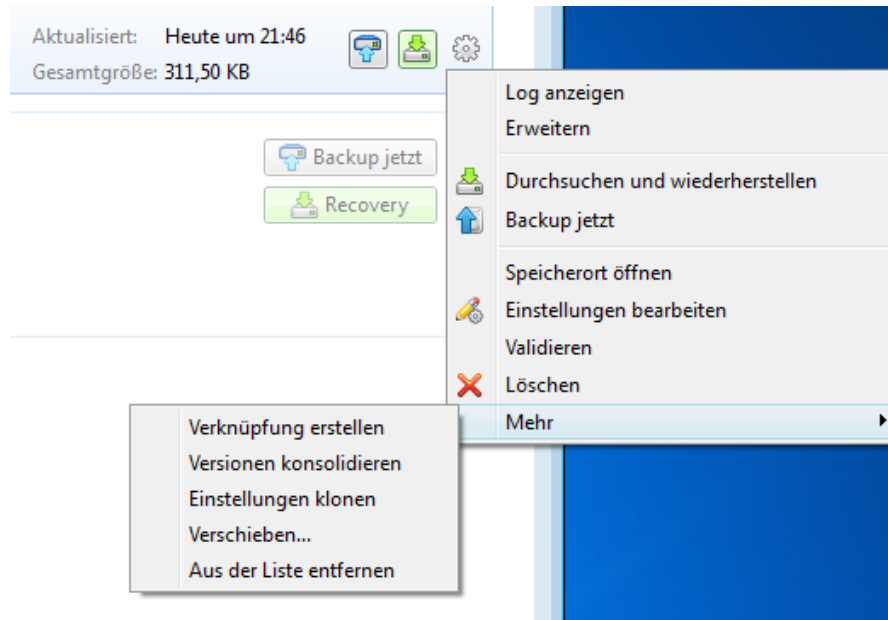 Aktualisiert: Heute um 21:46
Gesamtgröße: 311,50 KB
Backup jetzt
Recovery
Log anzeigen
Erweitern
Durchsuchen und wiederherstellen
Backup jetzt
Speicherort öffnen
Einstellungen bearbeiten
Validieren
Löschen
Mehr
Verknüpfung erstellen
Versionen konsolidieren
Einstellungen klonen
Verschieben...
Aus der Liste entfernen